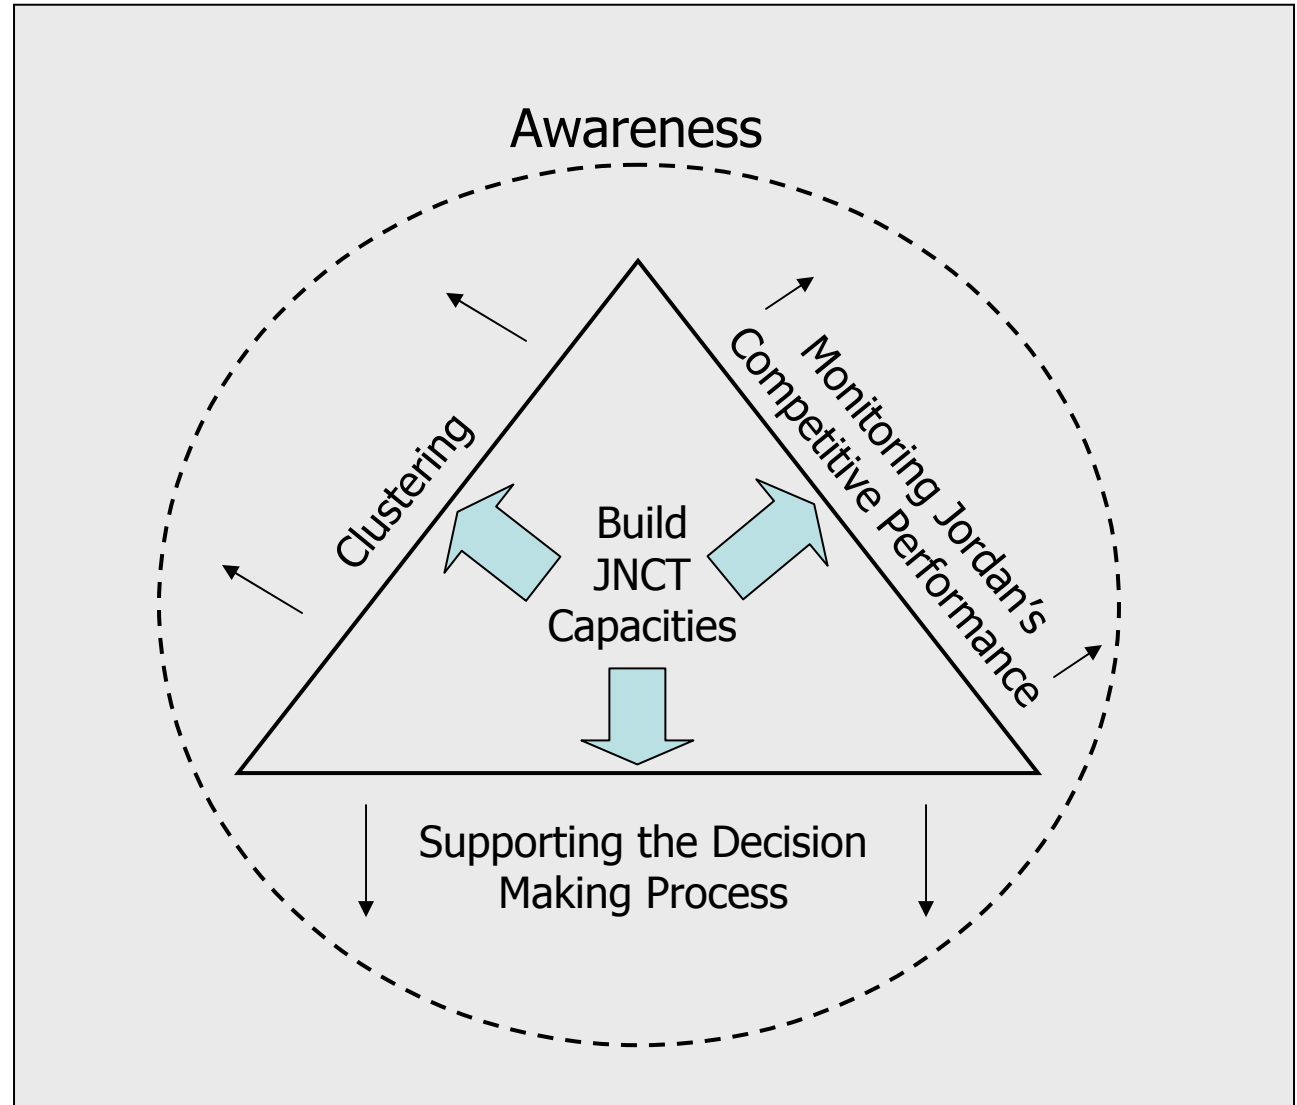 Awareness
Clustering
Monitoring Jordan's
Competitive Performance
Build
JNCT
Capacities
Supporting the Decision
Making Process